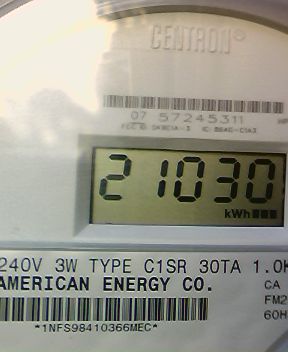 CENTRON®
07 57245311
21030
kWh
240V 3W TYPE C1SR 30TA 1.0K
AMERICAN ENERGY CO.
CA
FM2
60H
*1NFS98410366MEC*